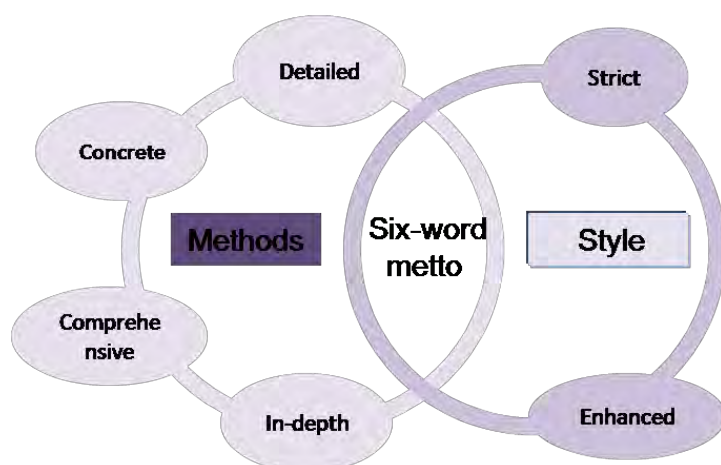 Detailed
Strict
Concrete
Methods
Six-word
metto
Style
Comprehe
nsive
In-depth
Enhanced